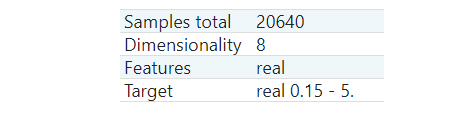 Samples total 20640
Dimensionality 8
Features real
Target real 0.15 - 5.